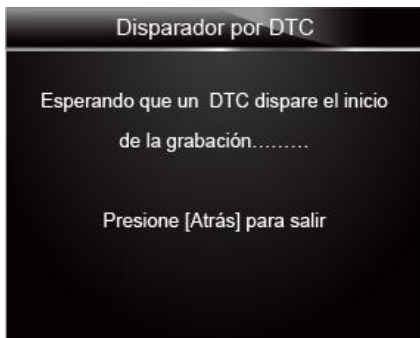 Disparador por DTC
Esperando que un DTC dispare el inicio
de la grabación.........
Presione [Atrás] para salir